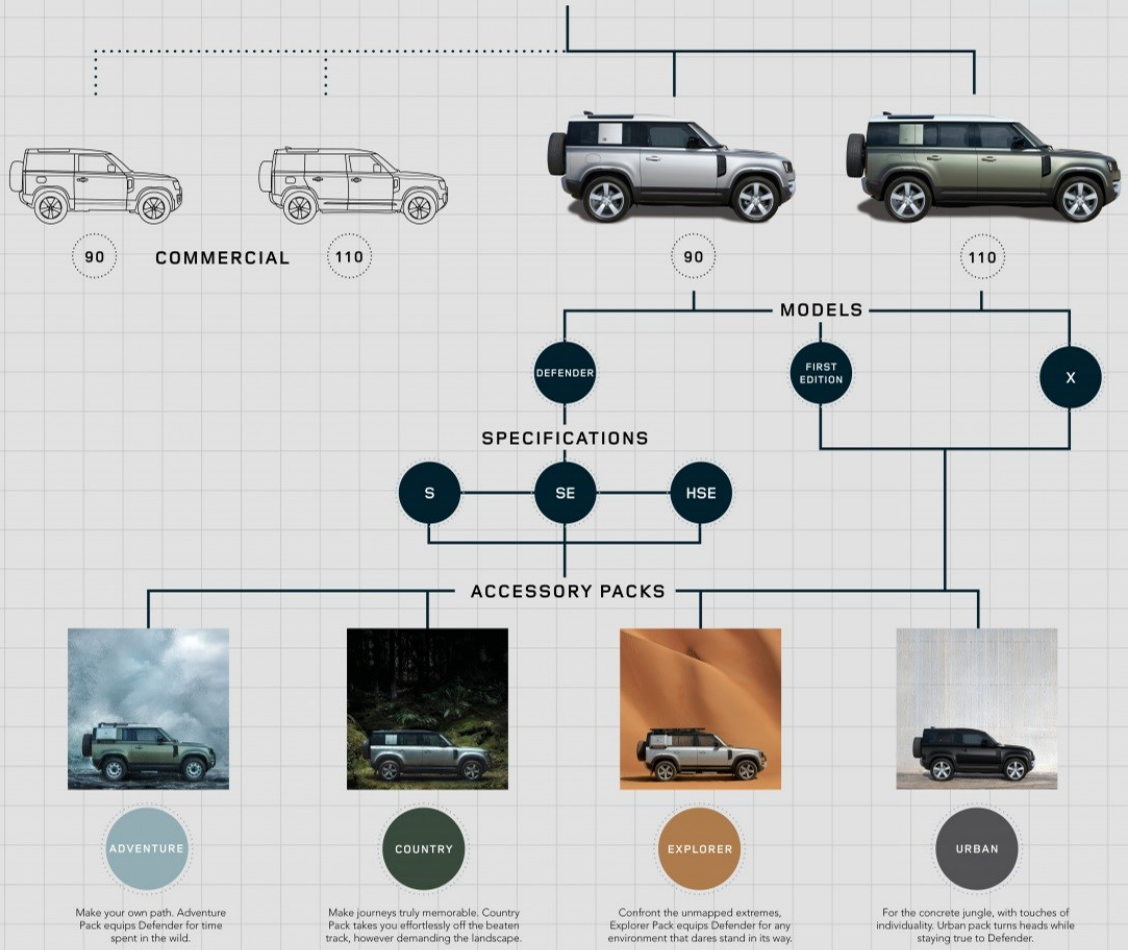 90
COMMERCIAL
110
90
110
MODELS
DEFENDER
FIRST
EDITION
X
SPECIFICATIONS
S
SE
HSE
ACCESSORY PACKS
ADVENTURE
COUNTRY
EXPLORER
URBAN
Make your own path. Adventure
Pack equips Defender for time
spent in the wild.
Make journeys truly memorable. Country
Pack takes you effortlessly off the beaten
track, however demanding the landscape.
Confront the unmapped extremes,
Explorer Pack equips Defender for any
environment that dares stand in its way.
For the concrete jungle, with touches of
individuality. Urban pack turns heads while
staying true to Defender.